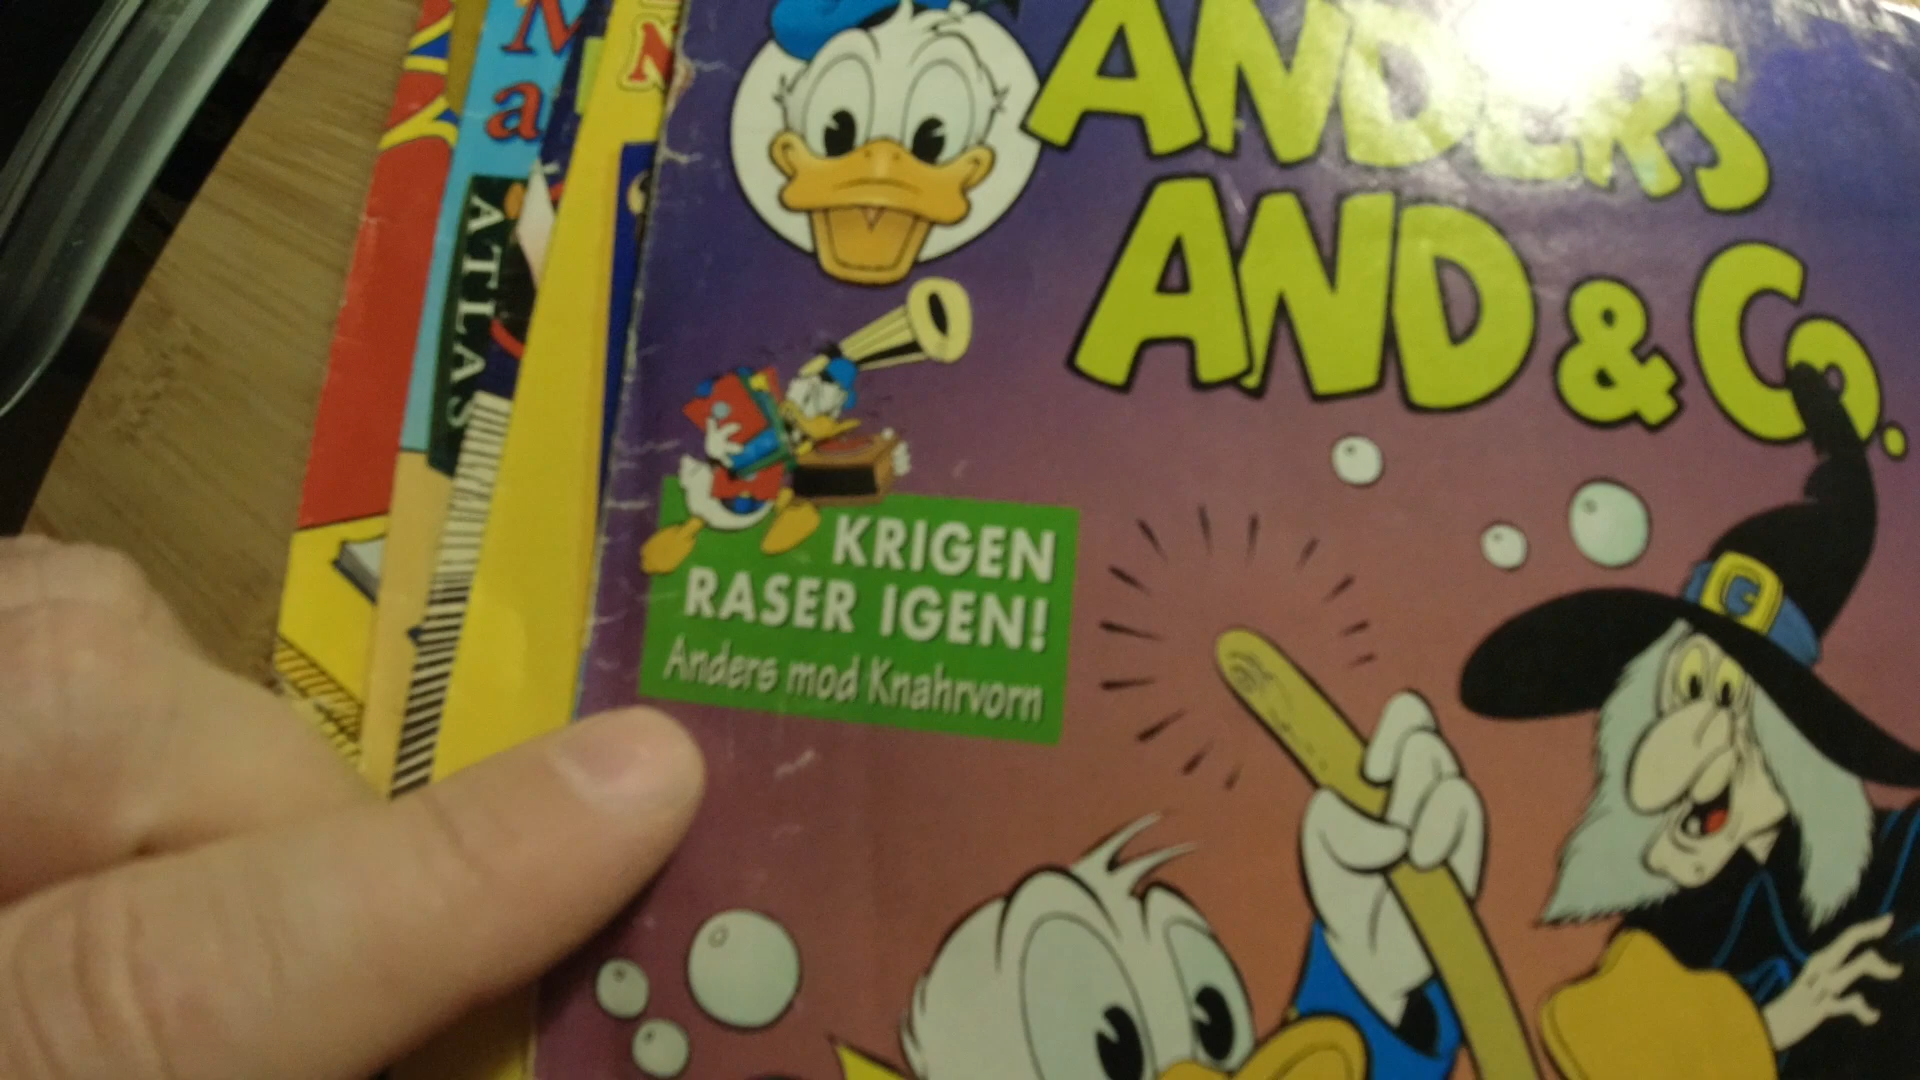 ANDERS
AND & Co.
KRIGEN
RASER IGEN!
Anders mod Knahrvorn
ATLAS